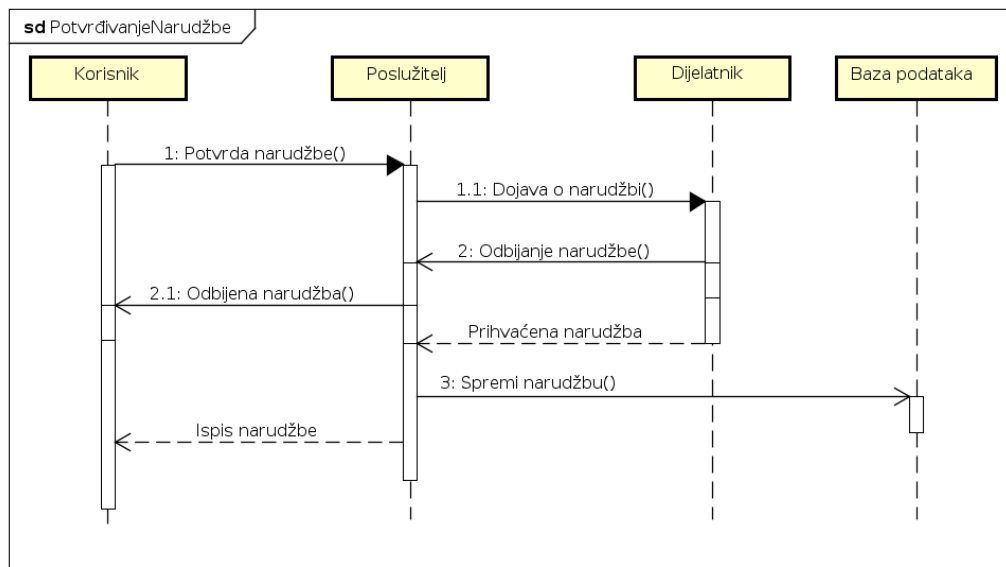 sd PotvrđivanjeNarudžbe
Korisnik
Poslužitelj
Dijelatnik
Baza podataka
1: Potvrda narudžbe()
1.1: Dojava o narudžbi()
2: Odbijanje narudžbe()
2.1: Odbijena narudžba()
Prihvaćena narudžba
3: Spremi narudžbu()
Ispis narudžbe